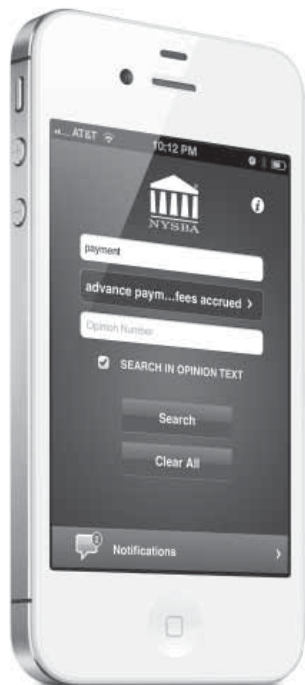 AT&T 10:12 PM
NYSBA
payment
advance paym...fees accrued >
Opinion Number
SEARCH IN OPINION TEXT
Search
Clear All
2
Notifications >